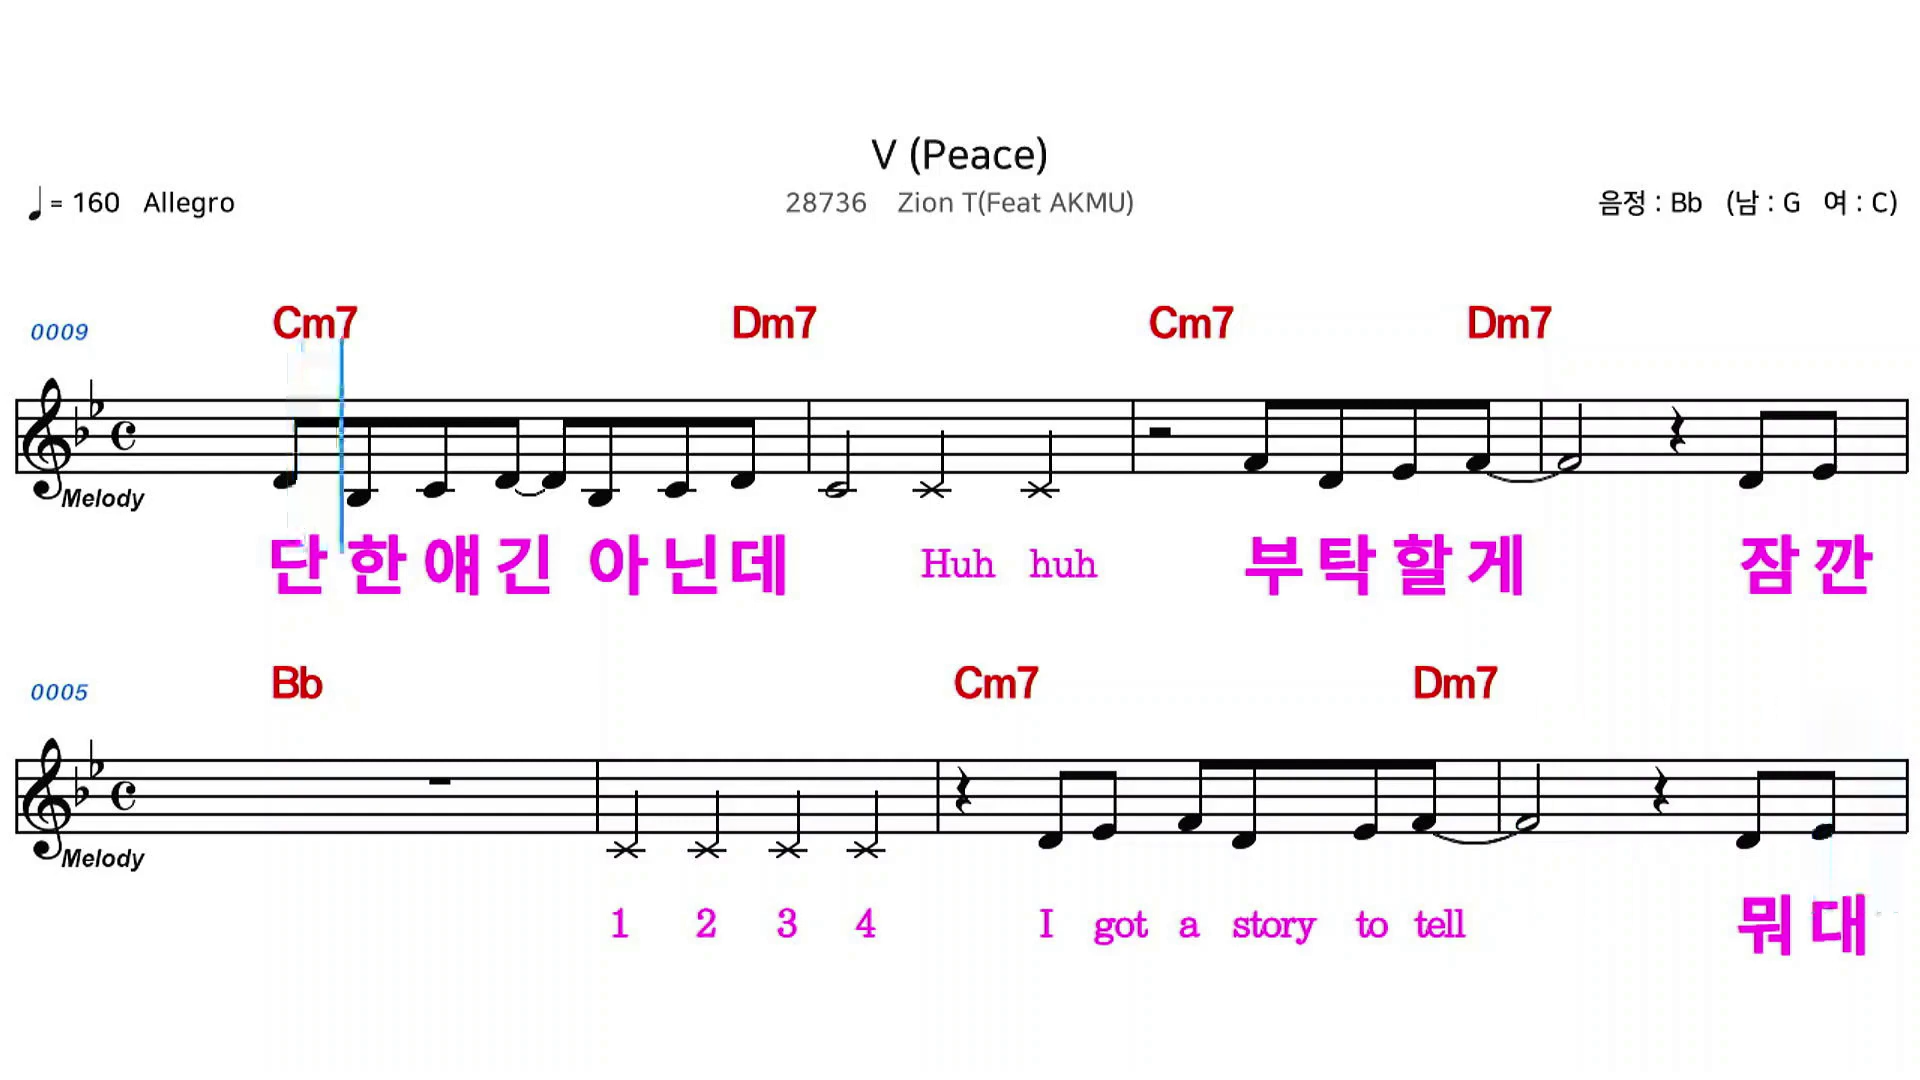 V (Peace)
♩= 160 Allegro
28736 Zion T(Feat AKMU)
음정 : Bb (남 : G 여 : C)
0009
Cm7 Dm7 Cm7 Dm7
Melody
단 한 얘 긴 아 닌 데 Huh huh 부 탁 할 게 잠 깐
0005
Bb Cm7 Dm7
Melody
1 2 3 4 I got a story to tell 뭐 대